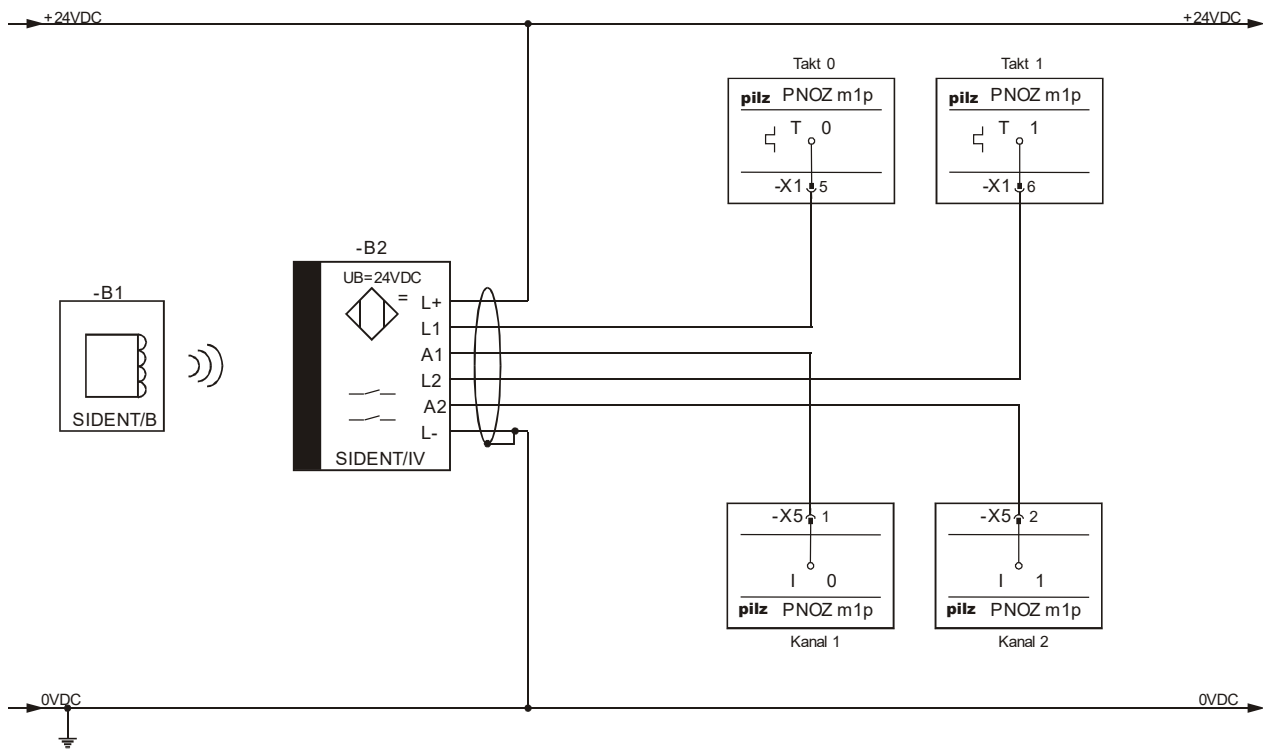 +24VDC
+24VDC
Takt 0
Takt 1
pilz PNOZ m1p
pilz PNOZ m1p
T 0
T 1
-X1 5
-X1 6
-B2
UB=24VDC
=
L+
-B1
L1
A1
L2
SIDENT/B
A2
L-
SIDENT/IV
-X5 1
-X5 2
I 0
I 1
pilz PNOZ m1p
pilz PNOZ m1p
Kanal 1
Kanal 2
0VDC
0VDC